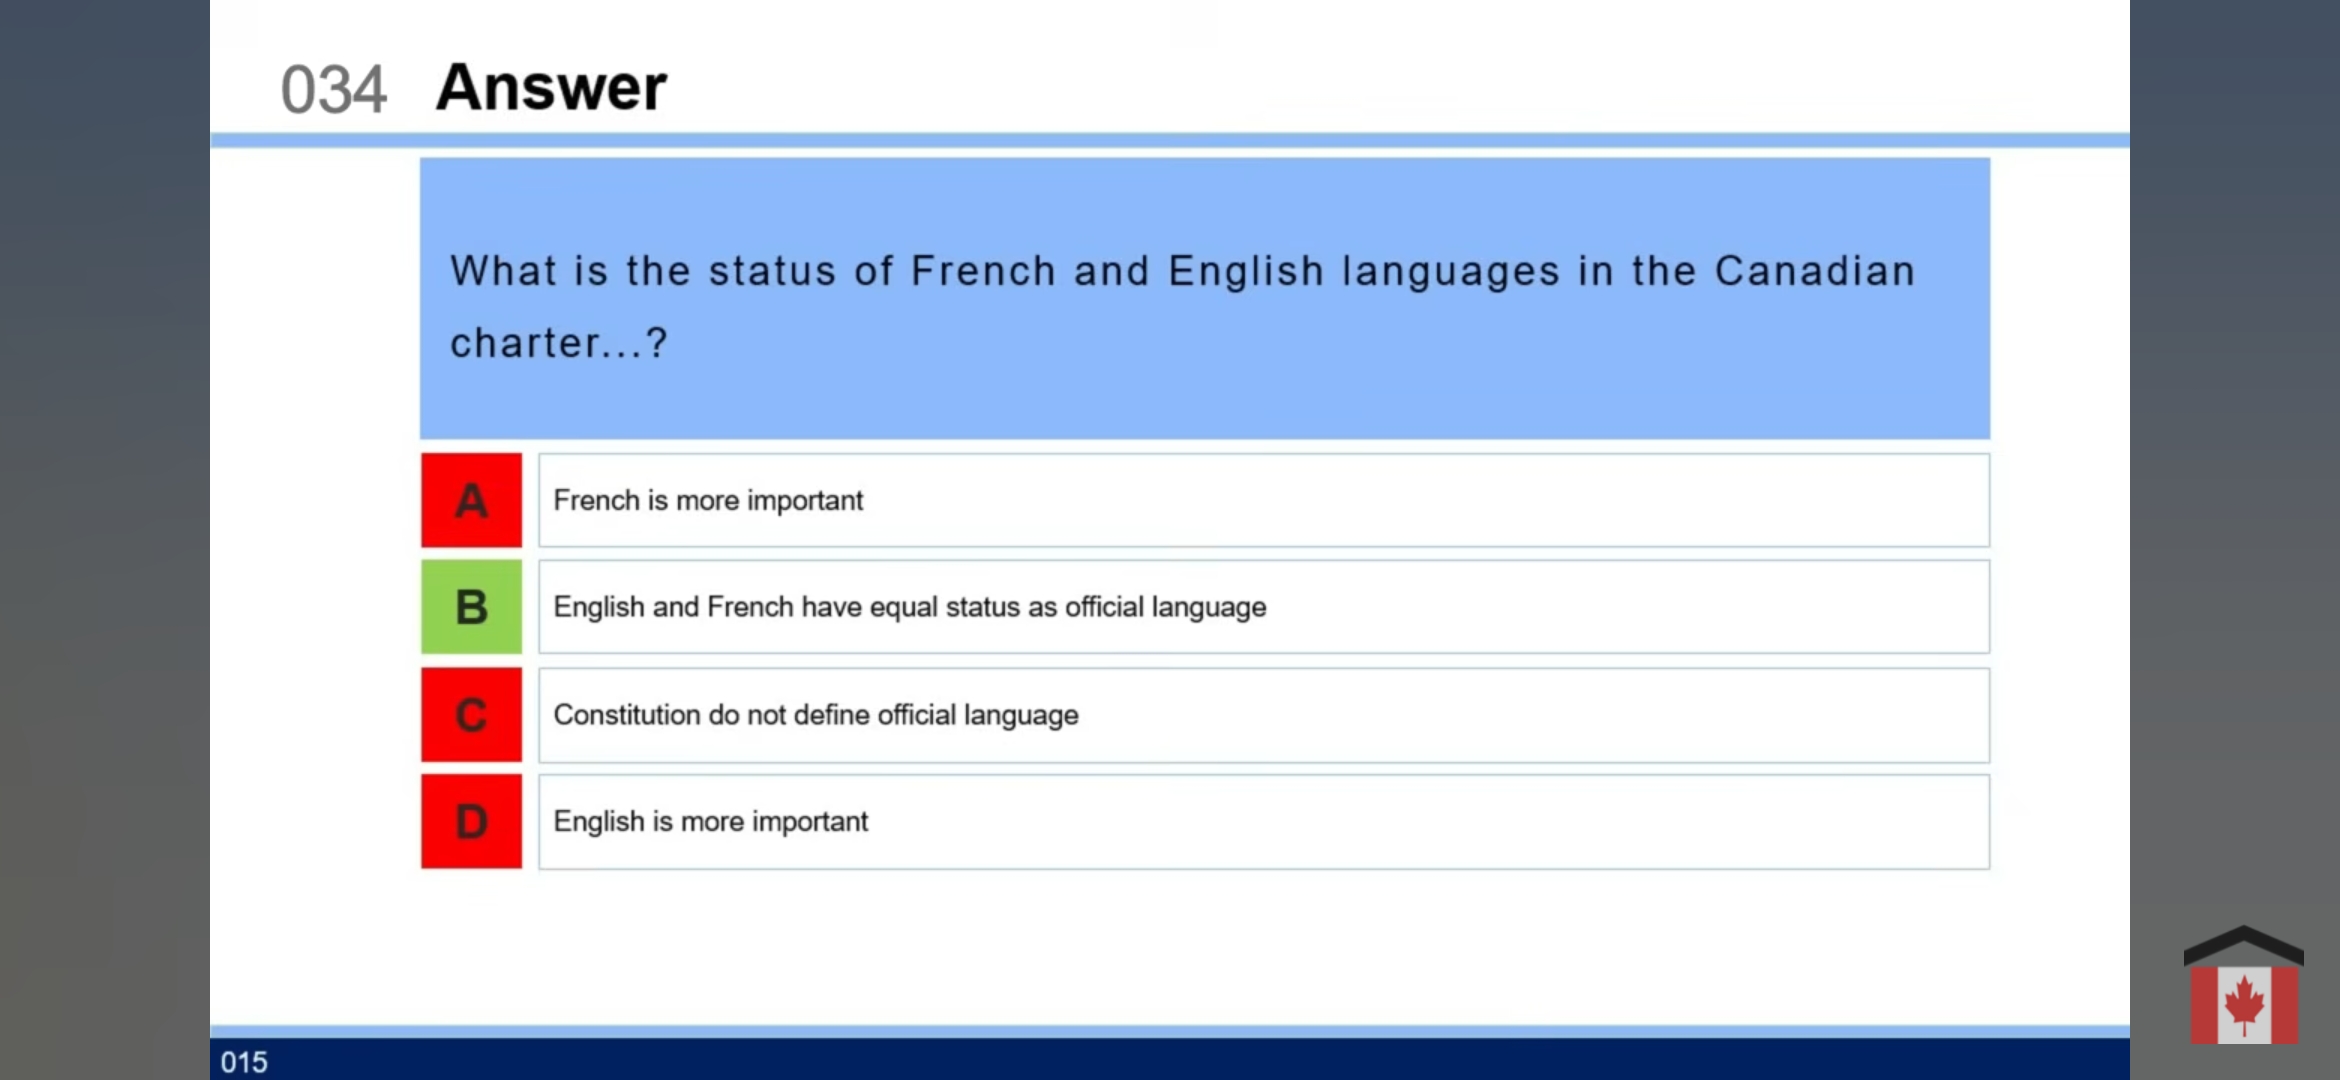 034 Answer
What is the status of French and English languages in the Canadian
charter...?
A French is more important
B English and French have equal status as official language
C Constitution do not define official language
D English is more important
015